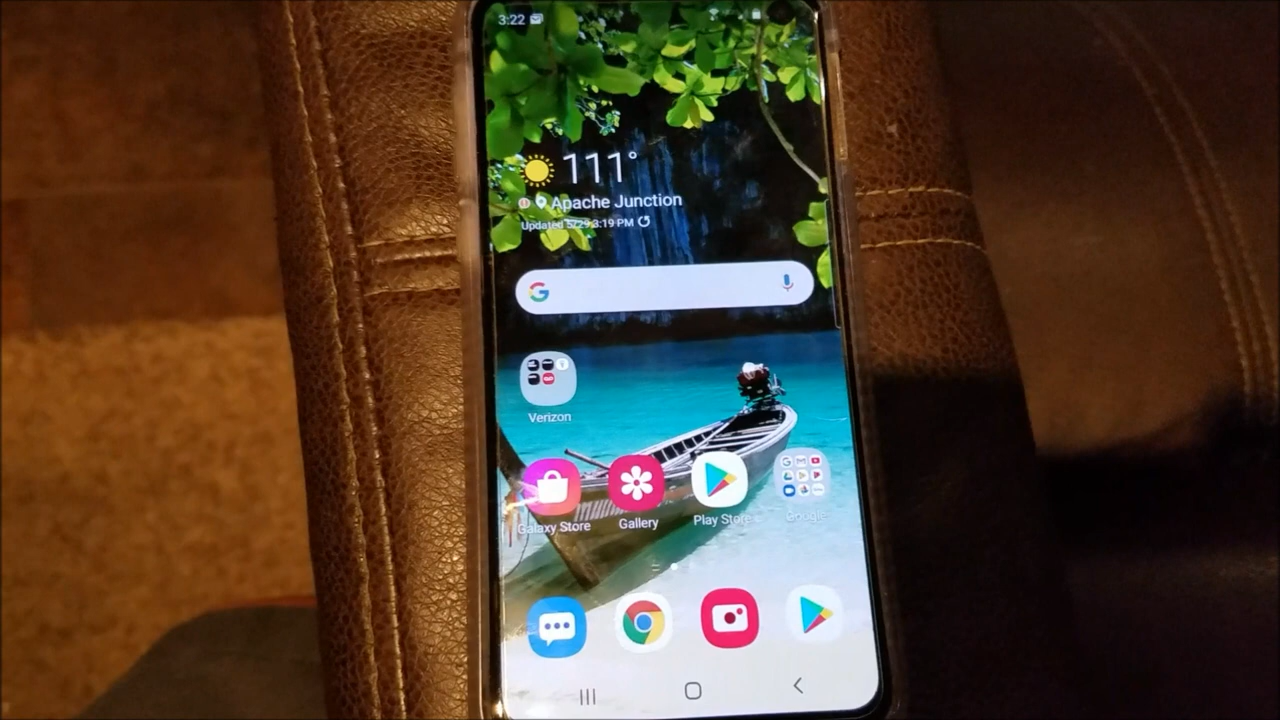 3:22
111°
Apache Junction
Updated 5/29 3:19 PM
Verizon
Galaxy Store
Gallery
Play Store
Google